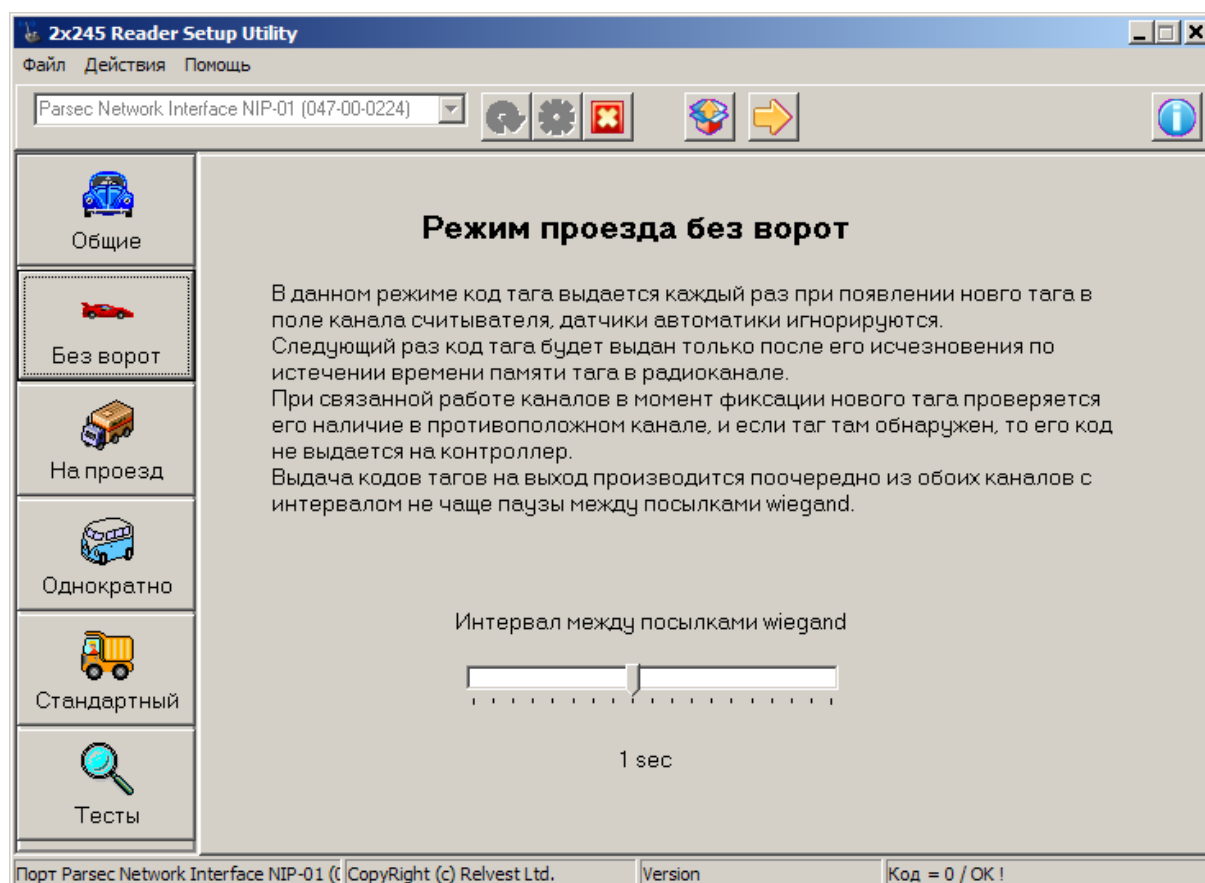 2x245 Reader Setup Utility
Файл Действия Помощь
Parsec Network Interface NIP-01 (047-00-0224)
Общие
Без ворот
На проезд
Однократно
Стандартный
Тесты
Режим проезда без ворот
В данном режиме код тага выдается каждый раз при появлении новго тага в
поле канала считывателя, датчики автоматики игнорируются.
Следующий раз код тага будет выдан только после его исчезновения по
истечении времени памяти тага в радиоканале.
При связанной работе каналов в момент фиксации нового тага проверяется
его наличие в противоположном канале, и если таг там обнаружен, то его код
не выдается на контроллер.
Выдача кодов тагов на выход производится поочередно из обоих каналов с
интервалом не чаще паузы между посылками wiegand.
Интервал между посылками wiegand
1 sec
Порт Parsec Network Interface NIP-01 (0 CopyRight (c) Relvest Ltd. Version Код = 0 / OK !